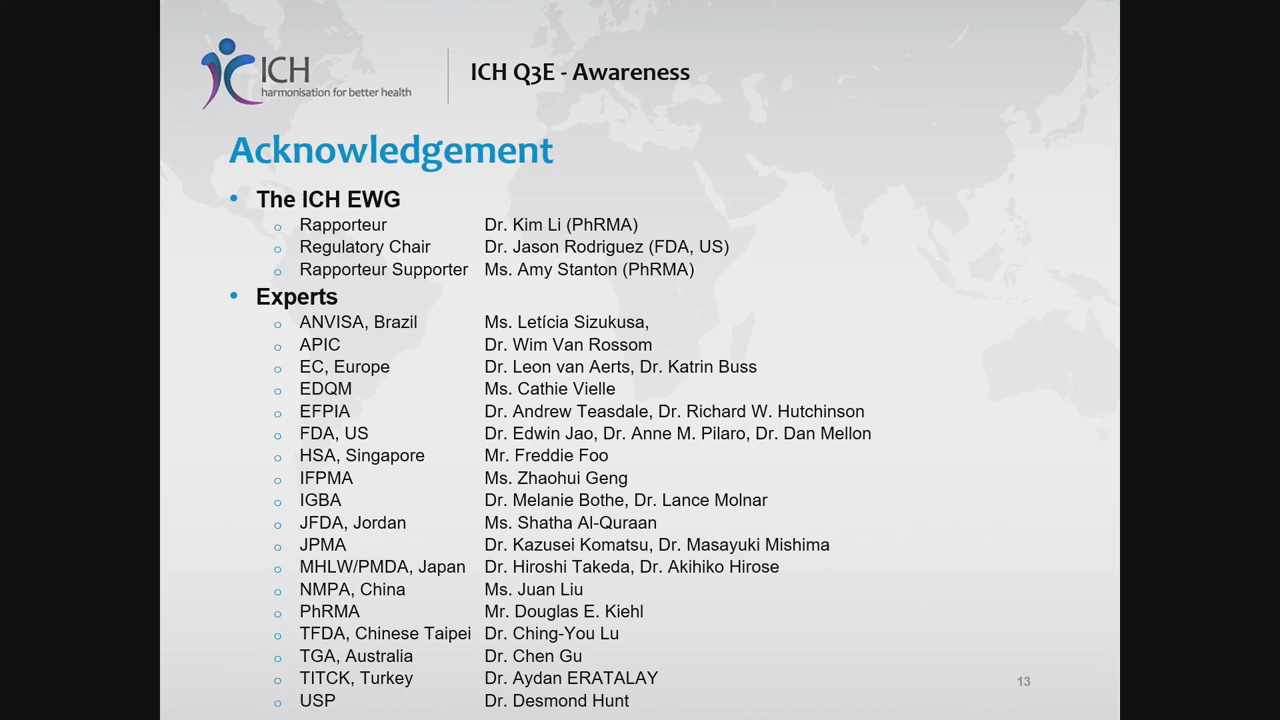 ICH
harmonisation for better health
ICH Q3E - Awareness
Acknowledgement
• The ICH EWG
o Rapporteur Dr. Kim Li (PhRMA)
o Regulatory Chair Dr. Jason Rodriguez (FDA, US)
o Rapporteur Supporter Ms. Amy Stanton (PhRMA)
• Experts
o ANVISA, Brazil Ms. Letícia Sizukusa,
o APIC Dr. Wim Van Rossom
o EC, Europe Dr. Leon van Aerts, Dr. Katrin Buss
o EDQM Ms. Cathie Vielle
o EFPIA Dr. Andrew Teasdale, Dr. Richard W. Hutchinson
o FDA, US Dr. Edwin Jao, Dr. Anne M. Pilaro, Dr. Dan Mellon
o HSA, Singapore Mr. Freddie Foo
o IFPMA Ms. Zhaohui Geng
o IGBA Dr. Melanie Bothe, Dr. Lance Molnar
o JFDA, Jordan Ms. Shatha Al-Quraan
o JPMA Dr. Kazusei Komatsu, Dr. Masayuki Mishima
o MHLW/PMDA, Japan Dr. Hiroshi Takeda, Dr. Akihiko Hirose
o NMPA, China Ms. Juan Liu
o PhRMA Mr. Douglas E. Kiehl
o TFDA, Chinese Taipei Dr. Ching-You Lu
o TGA, Australia Dr. Chen Gu
o TITCK, Turkey Dr. Aydan ERATALAY
o USP Dr. Desmond Hunt
13